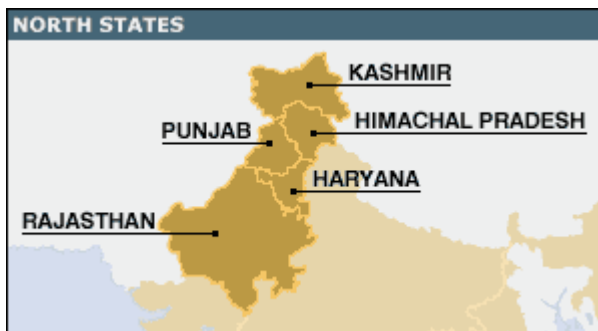 NORTH STATES
KASHMIR
PUNJAB
HIMACHAL PRADESH
HARYANA
RAJASTHAN